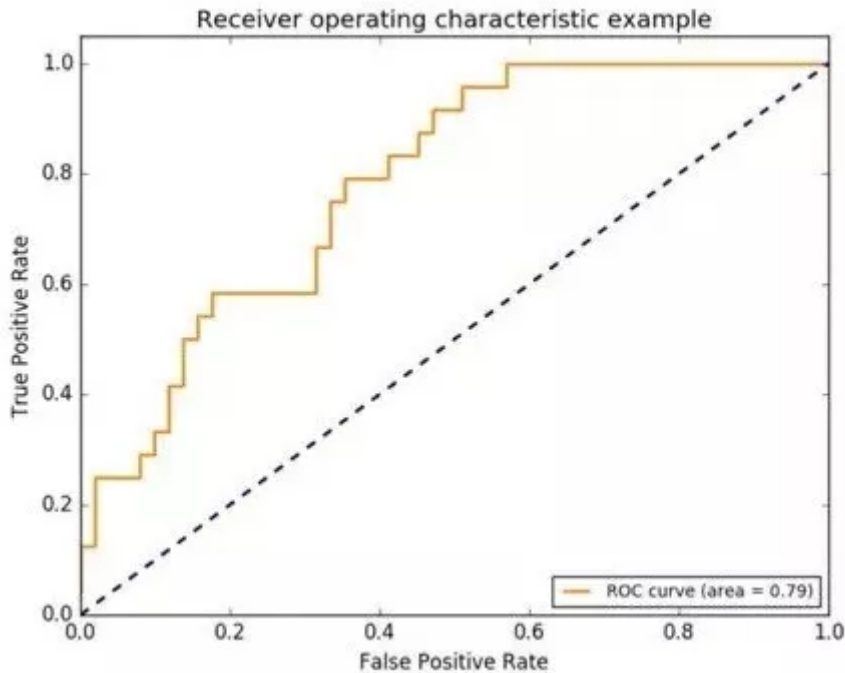 Receiver operating characteristic example
1.0
0.8
0.6
0.4
0.2
0.0
True Positive Rate
ROC curve (area = 0.79)
0.0 0.2 0.4 0.6 0.8 1.0
False Positive Rate